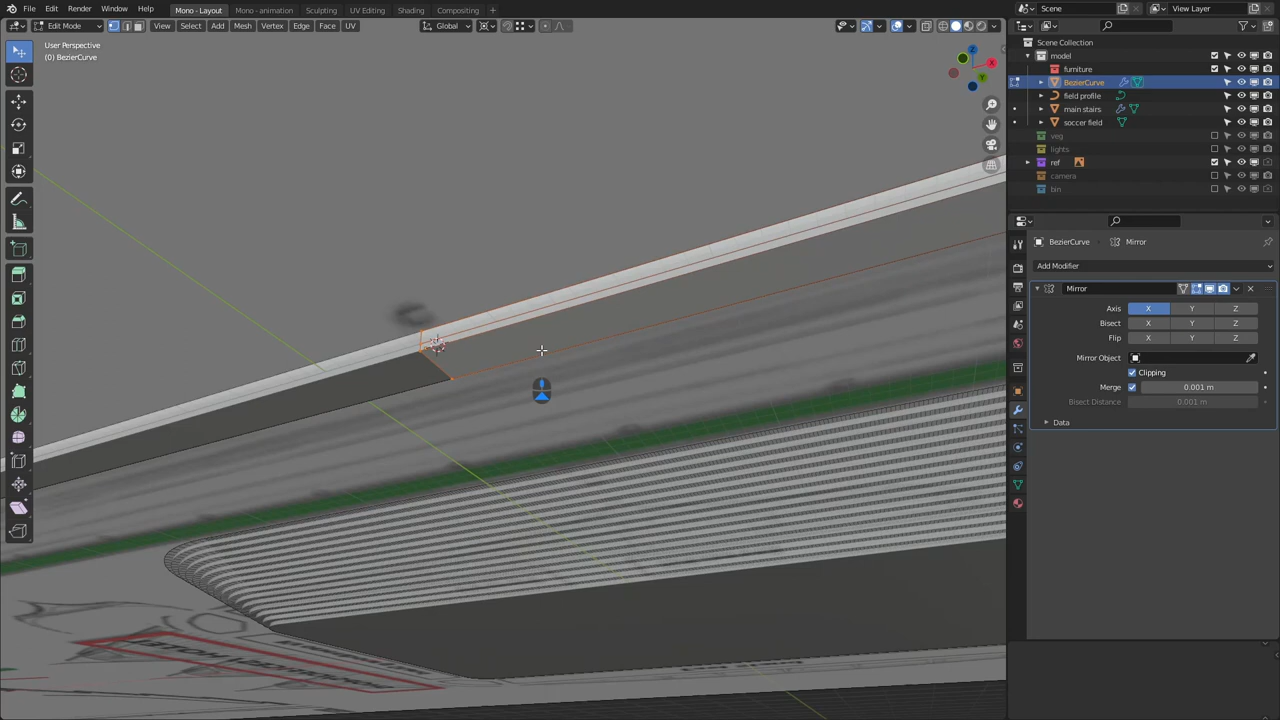 File Edit Render Window Help Mono - Layout Mono - animation Sculpting UV Editing Shading Compositing Scene View Layer
Edit Mode View Select Add Mesh Vertex Edge Face UV Global
User Perspective
(0) BezierCurve
Z
X
Y
Scene Collection
model
furniture
BezierCurve
field profile
main stairs
soccer field
veg
lights
ref
camera
bin
BezierCurve Mirror
Add Modifier
Mirror
Axis X Y Z
Bisect X Y Z
Flip X Y Z
Mirror Object
Clipping
Merge 0.001 m
Bisect Distance 0.001 m
Data